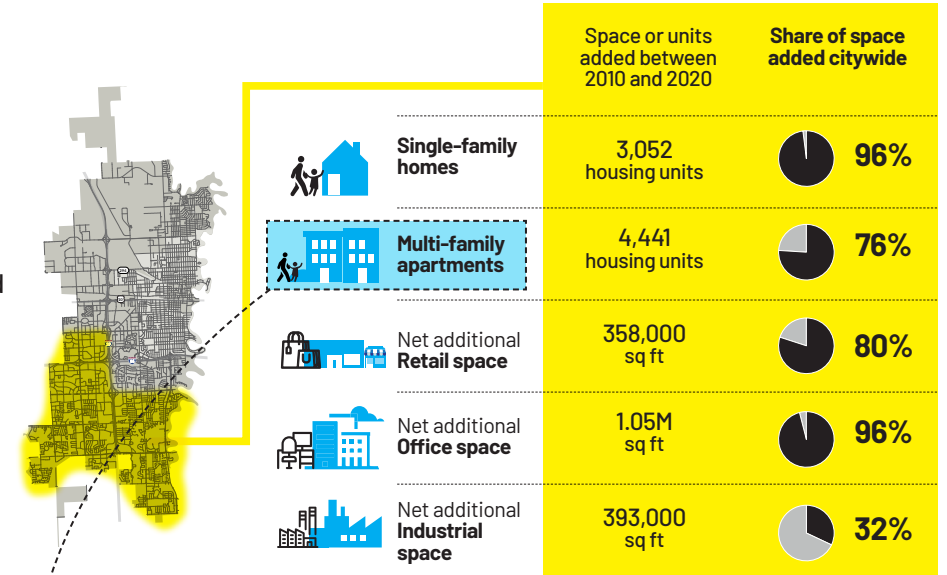 Space or units
added between
2010 and 2020
Share of space
added citywide
Single-family
homes
3,052
housing units
96%
Multi-family
apartments
4,441
housing units
76%
Net additional
Retail space
358,000
sq ft
80%
Net additional
Office space
1.05M
sq ft
96%
Net additional
Industrial
space
393,000
sq ft
32%